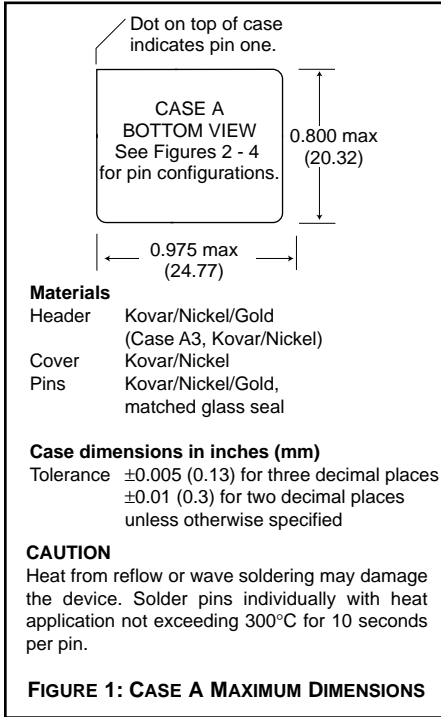 Dot on top of case
indicates pin one.
CASE A
BOTTOM VIEW
See Figures 2 - 4
for pin configurations.
0.800 max
(20.32)
0.975 max
(24.77)
Materials
Header Kovar/Nickel/Gold
(Case A3, Kovar/Nickel)
Cover Kovar/Nickel
Pins Kovar/Nickel/Gold,
matched glass seal
Case dimensions in inches (mm)
Tolerance ±0.005 (0.13) for three decimal places
±0.01 (0.3) for two decimal places
unless otherwise specified
CAUTION
Heat from reflow or wave soldering may damage
the device. Solder pins individually with heat
application not exceeding 300°C for 10 seconds
per pin.
FIGURE 1: CASE A MAXIMUM DIMENSIONS